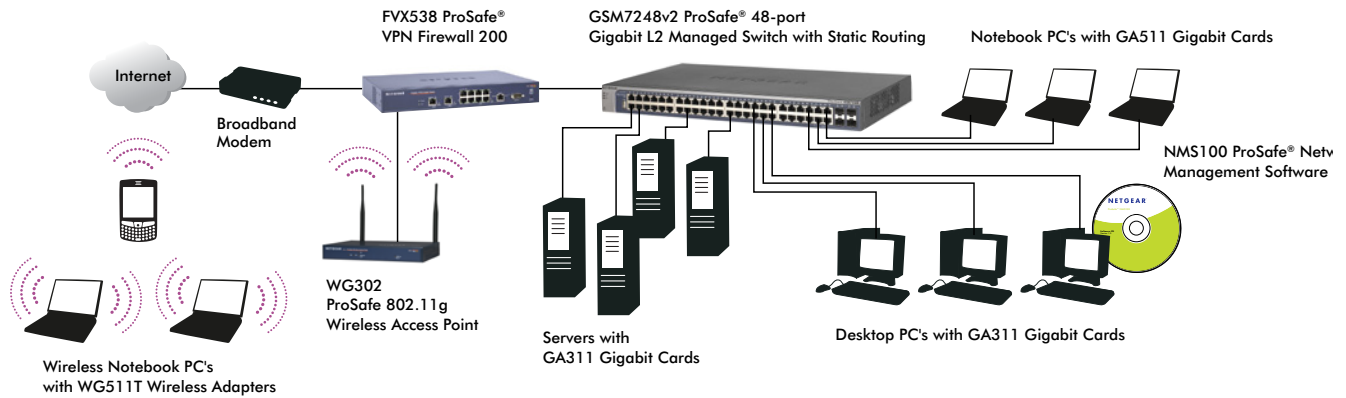 FVX538 ProSafe®
VPN Firewall 200
GSM7248v2 ProSafe® 48-port
Gigabit L2 Managed Switch with Static Routing
Notebook PC's with GA511 Gigabit Cards
Internet
Broadband
Modem
NMS100 ProSafe® Netw
Management Software
NETGEAR
WG302
ProSafe 802.11g
Wireless Access Point
Servers with
GA311 Gigabit Cards
Desktop PC's with GA311 Gigabit Cards
Wireless Notebook PC's
with WG511T Wireless Adapters